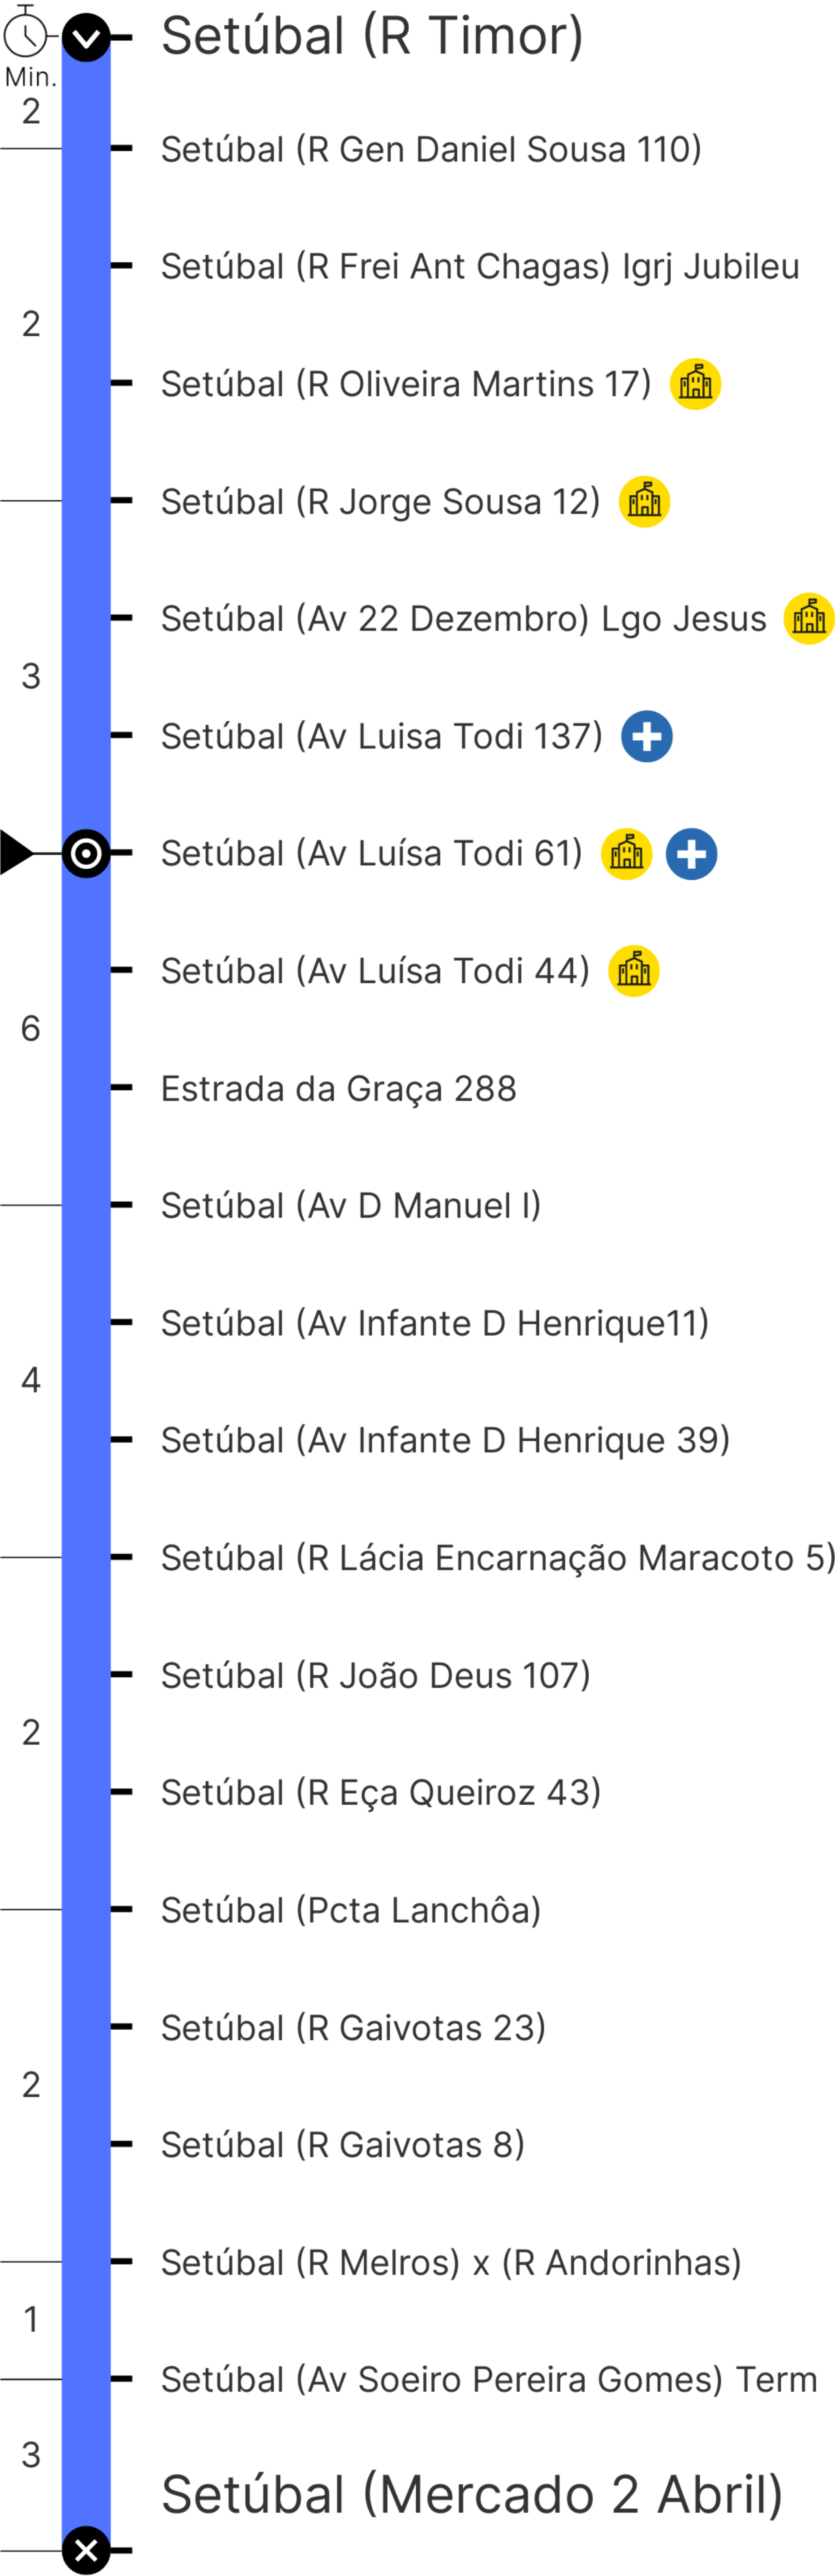 Setúbal (R Timor)
Min.
2
Setúbal (R Gen Daniel Sousa 110)
Setúbal (R Frei Ant Chagas) Igrj Jubileu
2
Setúbal (R Oliveira Martins 17)
Setúbal (R Jorge Sousa 12)
Setúbal (Av 22 Dezembro) Lgo Jesus
3
Setúbal (Av Luisa Todi 137)
Setúbal (Av Luísa Todi 61)
Setúbal (Av Luísa Todi 44)
6
Estrada da Graça 288
Setúbal (Av D Manuel I)
Setúbal (Av Infante D Henrique11)
4
Setúbal (Av Infante D Henrique 39)
Setúbal (R Lácia Encarnação Maracoto 5)
Setúbal (R João Deus 107)
2
Setúbal (R Eça Queiroz 43)
Setúbal (Pcta Lanchôa)
Setúbal (R Gaivotas 23)
2
Setúbal (R Gaivotas 8)
Setúbal (R Melros) x (R Andorinhas)
1
Setúbal (Av Soeiro Pereira Gomes) Term
3
Setúbal (Mercado 2 Abril)